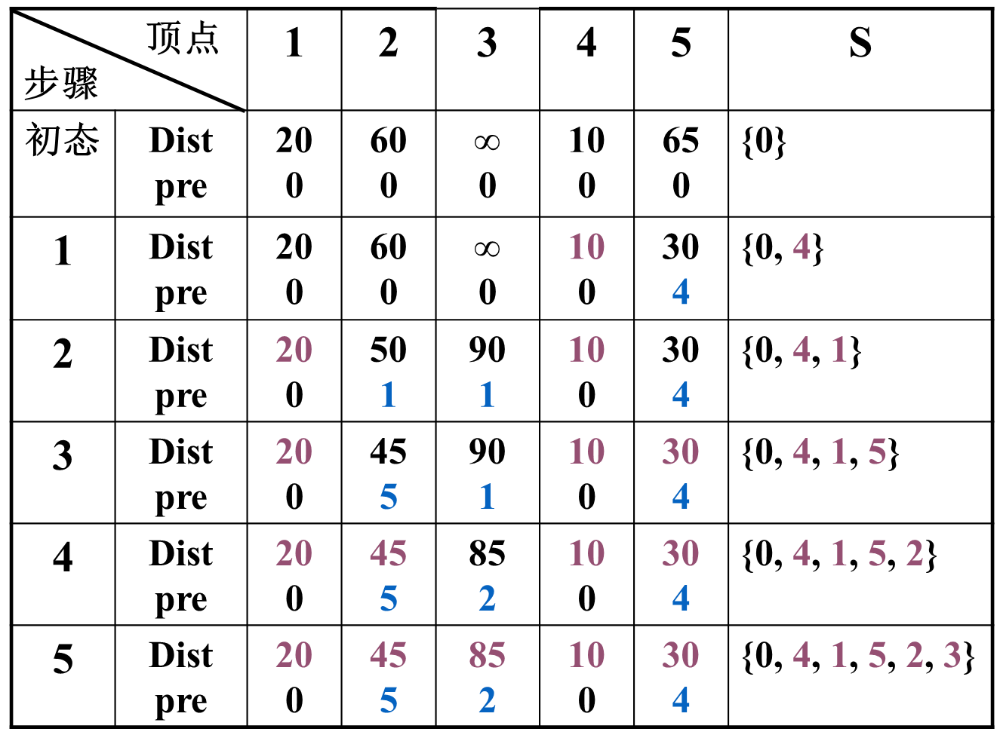 顶点 1 2 3 4 5 S
步骤
初态 Dist 20 60 ∞ 10 65 {0}
pre 0 0 0 0 0
1 Dist 20 60 ∞ 10 30 {0, 4}
pre 0 0 0 0 4
2 Dist 20 50 90 10 30 {0, 4, 1}
pre 0 1 1 0 4
3 Dist 20 45 90 10 30 {0, 4, 1, 5}
pre 0 5 1 0 4
4 Dist 20 45 85 10 30 {0, 4, 1, 5, 2}
pre 0 5 2 0 4
5 Dist 20 45 85 10 30 {0, 4, 1, 5, 2, 3}
pre 0 5 2 0 4